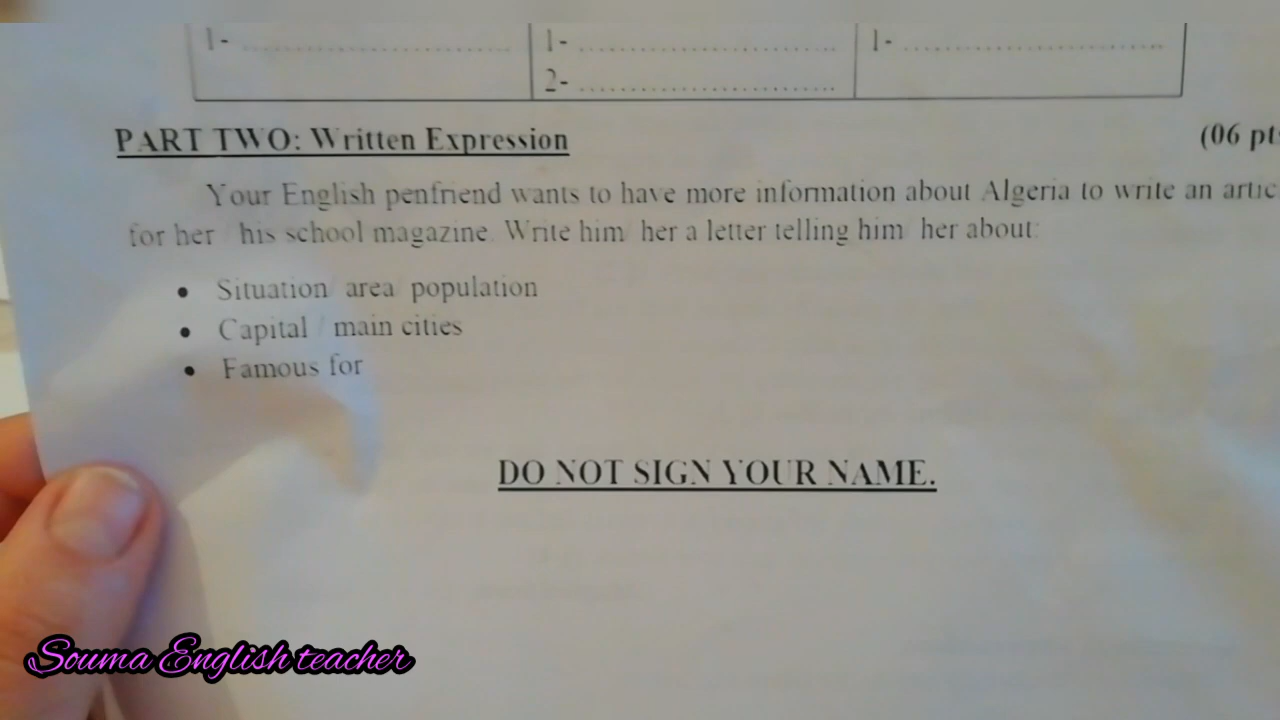 1- ........................................ 1- ...................................... 1- ......................................
2- ......................................
PART TWO: Written Expression (06 pt
Your English penfriend wants to have more information about Algeria to write an artic
for her / his school magazine. Write him her a letter telling him her about:
• Situation area population
• Capital / main cities
• Famous for
DO NOT SIGN YOUR NAME.
Souma English teacher